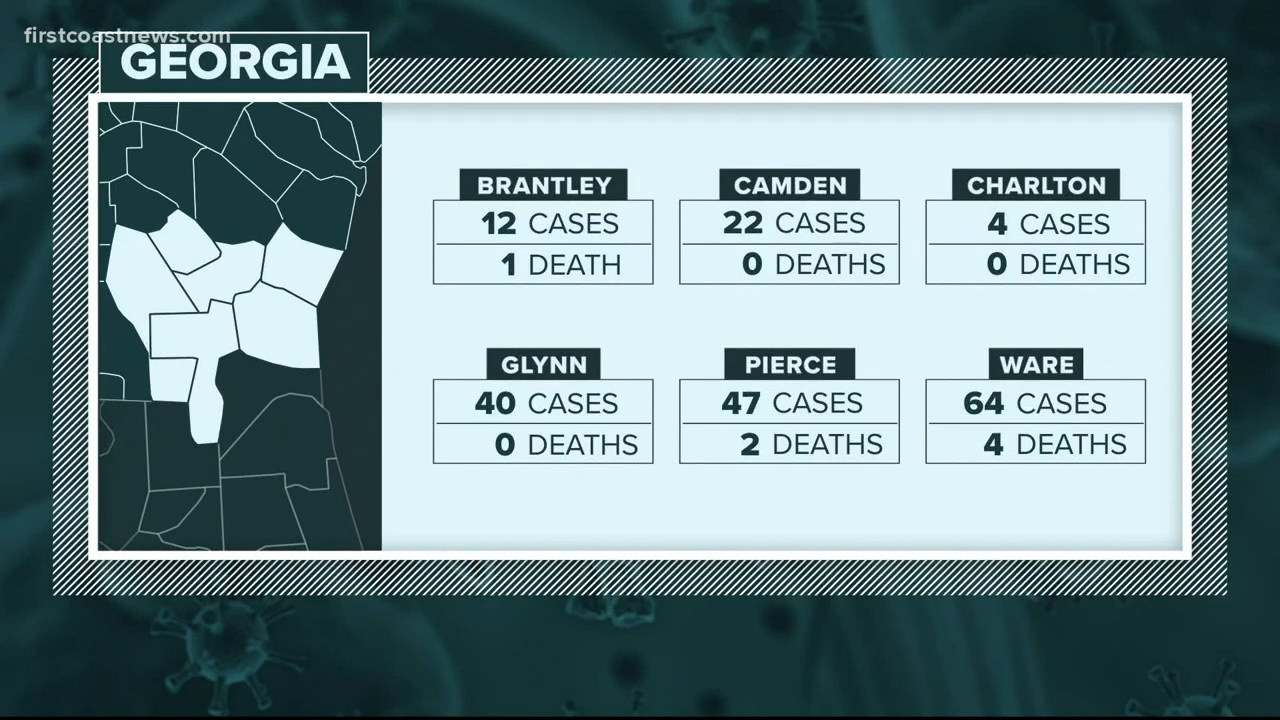 firstcoastnews.com
GEORGIA
BRANTLEY
12 CASES
1 DEATH
CAMDEN
22 CASES
0 DEATHS
CHARLTON
4 CASES
0 DEATHS
GLYNN
40 CASES
0 DEATHS
PIERCE
47 CASES
2 DEATHS
WARE
64 CASES
4 DEATHS